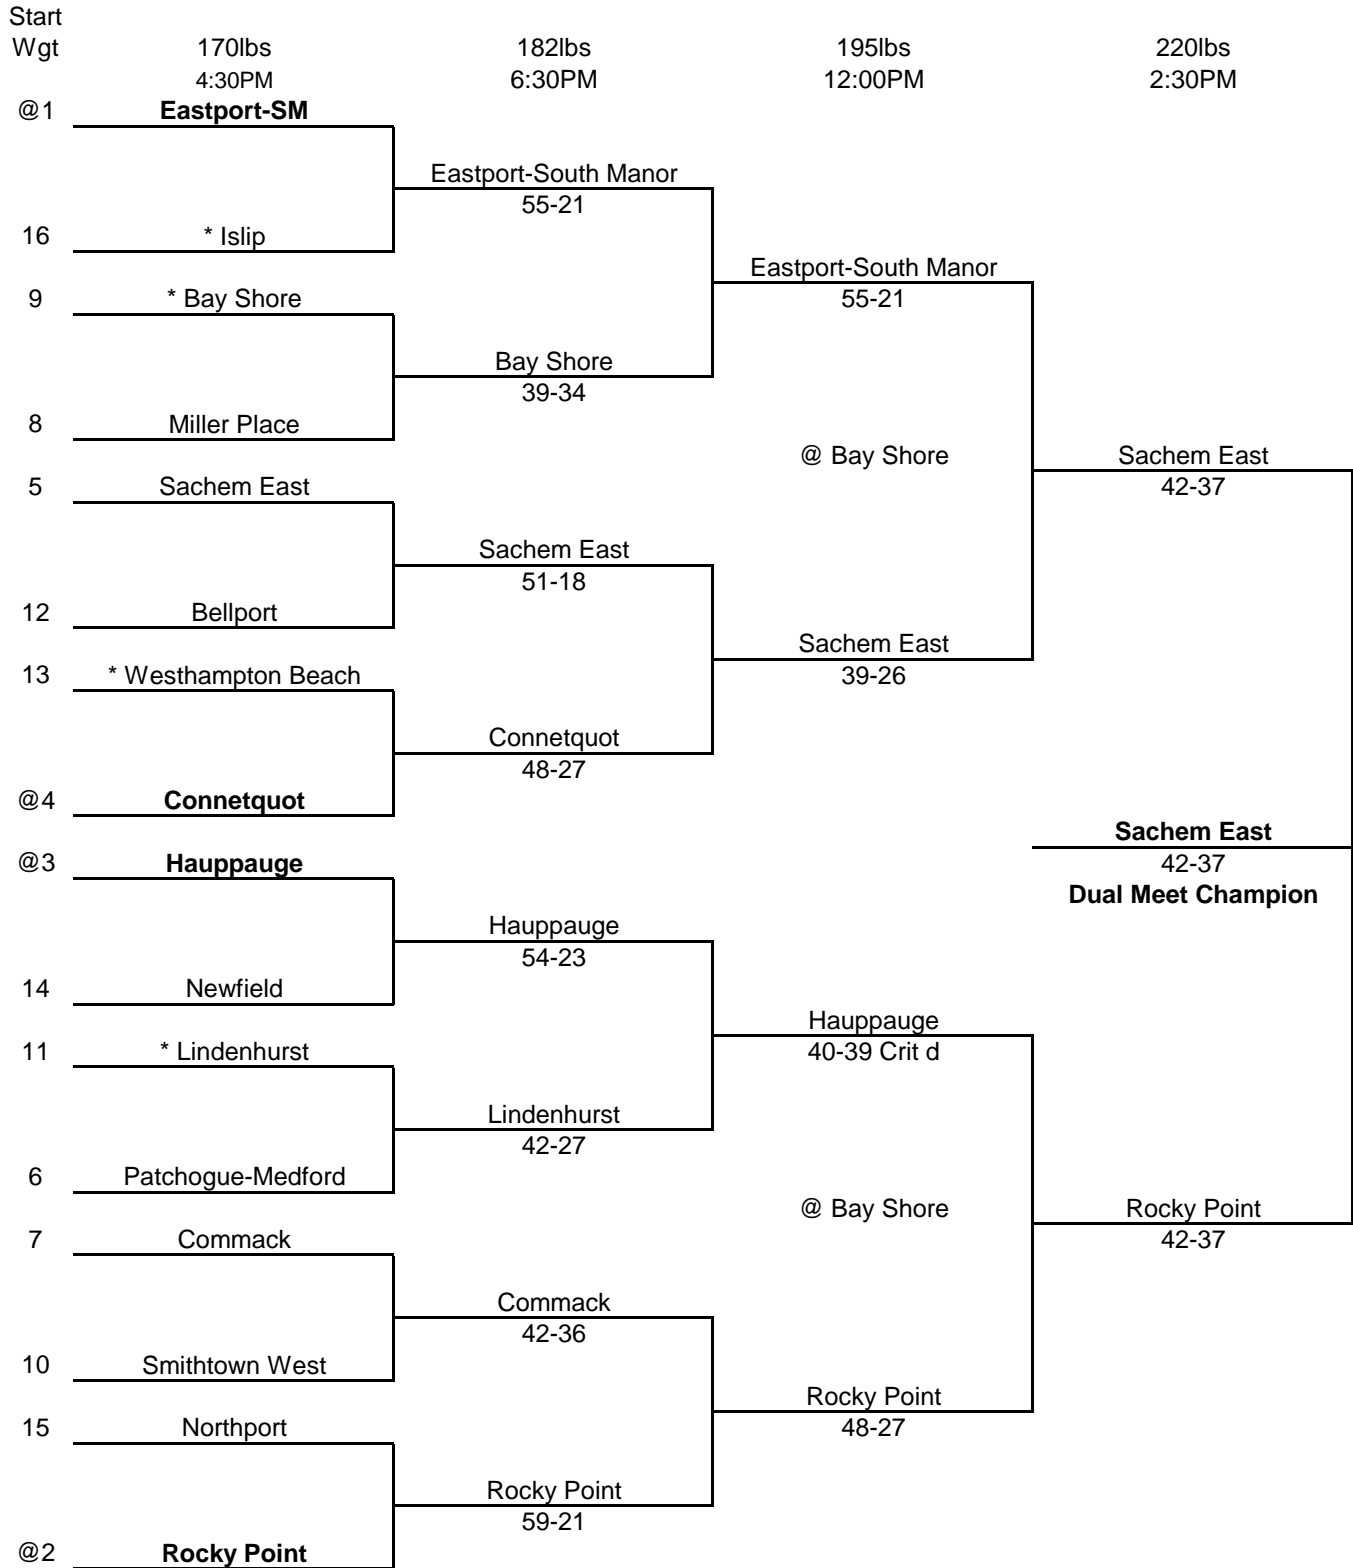 Start
Wgt 170lbs 182lbs 195lbs 220lbs
4:30PM 6:30PM 12:00PM 2:30PM
@1 Eastport-SM
Eastport-South Manor
55-21
16 * Islip
Eastport-South Manor
9 * Bay Shore 55-21
Bay Shore
39-34
8 Miller Place
@ Bay Shore Sachem East
5 Sachem East 42-37
Sachem East
51-18
12 Bellport
Sachem East
13 * Westhampton Beach 39-26
Connetquot
48-27
@4 Connetquot
Sachem East
@3 Hauppauge 42-37
Dual Meet Champion
Hauppauge
54-23
14 Newfield
Hauppauge
11 * Lindenhurst 40-39 Crit d
Lindenhurst
42-27
6 Patchogue-Medford
@ Bay Shore Rocky Point
7 Commack 42-37
Commack
42-36
10 Smithtown West
Rocky Point
15 Northport 48-27
Rocky Point
59-21
@2 Rocky Point